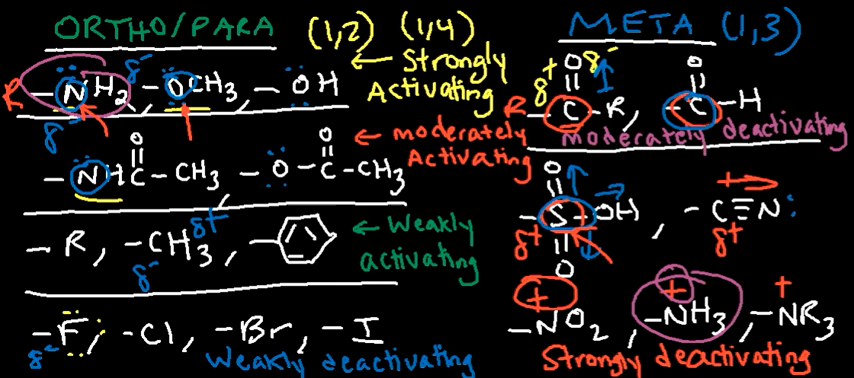 ORTHO/PARA (1,2) (1,4)
δ⁻
R -NH₂, -OCH₃, -OH
δ⁻
← Strongly Activating
O O
-NHC-CH₃, -O-C-CH₃
← moderately Activating
-R, -CH₃,
δ⁻ δ+
← Weakly activating
-F, -Cl, -Br, -I
δ⁻
Weakly deactivating
META (1,3)
δ⁺ O δ⁻ O
R -C-R, -C-H
moderately deactivating
O
-S-OH, -C≡N:
δ+ δ+
O
+ + +
-NO₂, -NH₃, -NR₃
Strongly deactivating